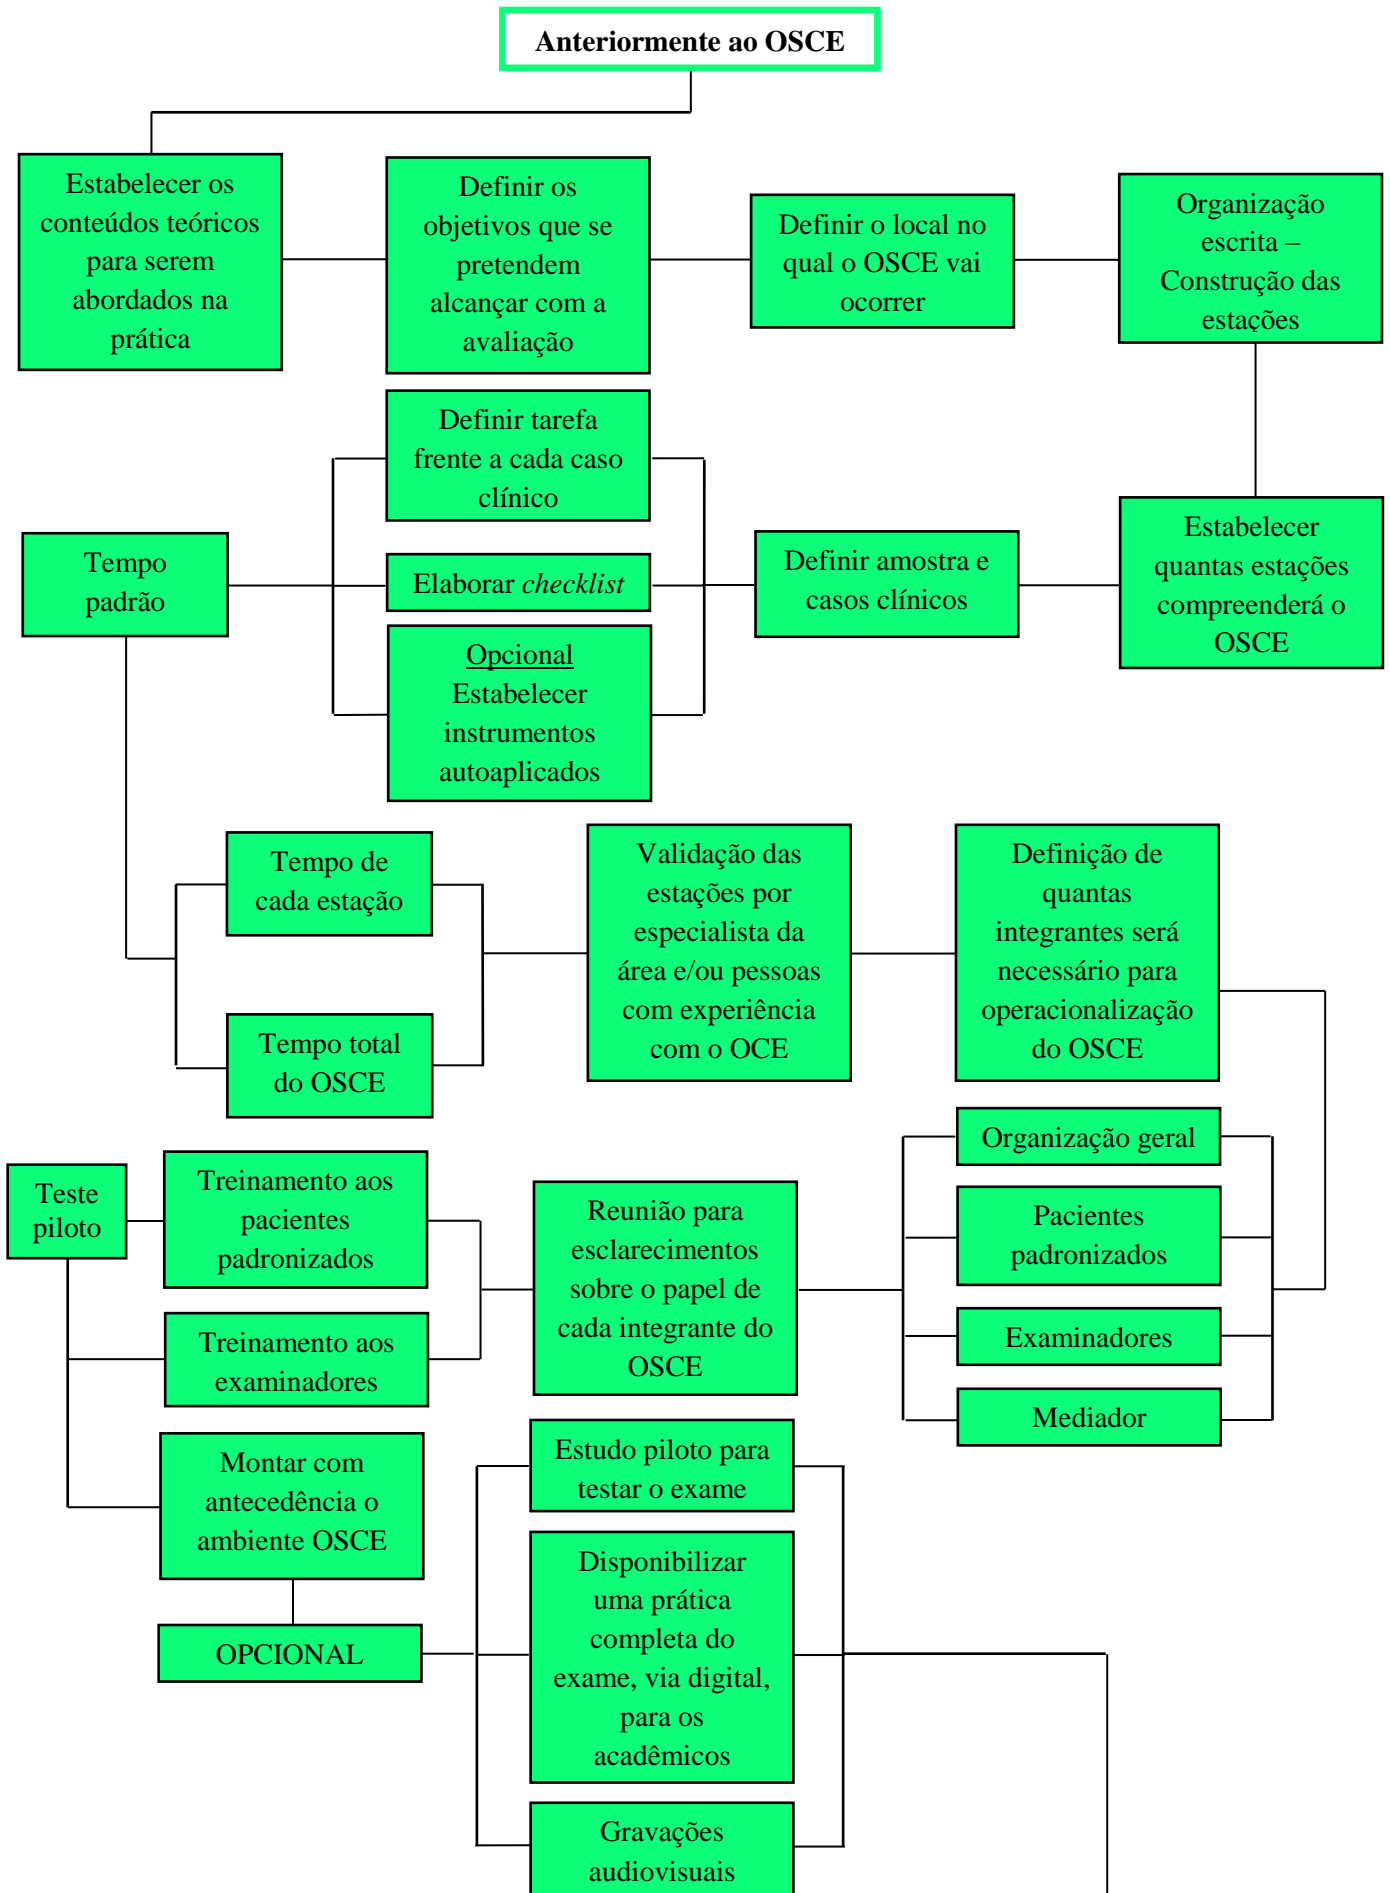 Anteriormente ao OSCE
Estabelecer os
conteúdos teóricos
para serem
abordados na
prática
Definir os
objetivos que se
pretendem
alcançar com a
avaliação
Definir o local no
qual o OSCE vai
ocorrer
Organização
escrita –
Construção das
estações
Estabelecer
quantas estações
compreenderá o
OSCE
Definir amostra e
casos clínicos
Definir tarefa
frente a cada caso
clínico
Elaborar checklist
Opcional
Estabelecer
instrumentos
autoaplicados
Tempo
padrão
Tempo de
cada estação
Tempo total
do OSCE
Validação das
estações por
especialista da
área e/ou pessoas
com experiência
com o OCE
Definição de
quantas
integrantes será
necessário para
operacionalização
do OSCE
Organização geral
Pacientes
padronizados
Examinadores
Mediador
Reunião para
esclarecimentos
sobre o papel de
cada integrante do
OSCE
Treinamento aos
pacientes
padronizados
Treinamento aos
examinadores
Teste
piloto
Montar com
antecedência o
ambiente OSCE
OPCIONAL
Estudo piloto para
testar o exame
Disponibilizar
uma prática
completa do
exame, via digital,
para os
acadêmicos
Gravações
audiovisuais